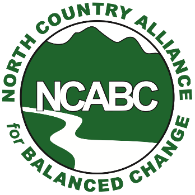 NORTH COUNTRY ALLIANCE
NCABC
for BALANCED CHANGE